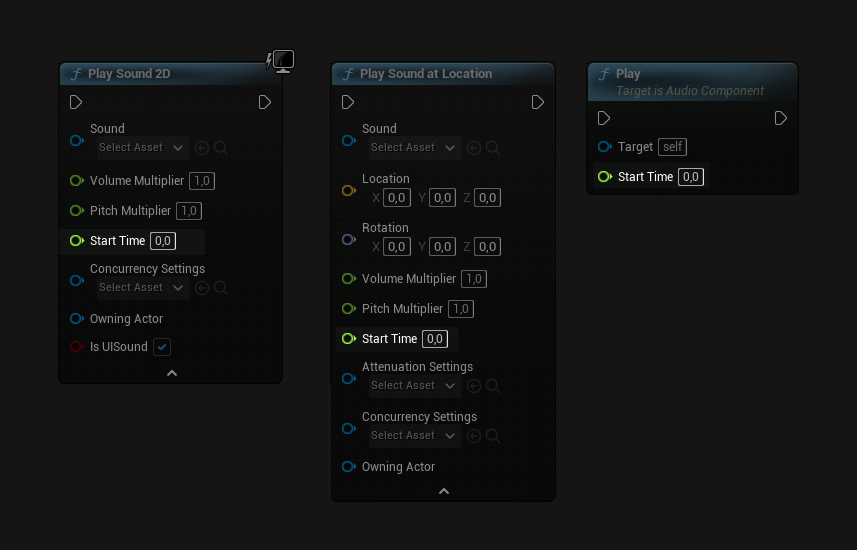 Play Sound 2D
Sound
Select Asset
Volume Multiplier 1,0
Pitch Multiplier 1,0
Start Time 0,0
Concurrency Settings
Select Asset
Owning Actor
Is UISound
Play Sound at Location
Sound
Select Asset
Location
X 0,0 Y 0,0 Z 0,0
Rotation
X 0,0 Y 0,0 Z 0,0
Volume Multiplier 1,0
Pitch Multiplier 1,0
Start Time 0,0
Attenuation Settings
Select Asset
Concurrency Settings
Select Asset
Owning Actor
Play
Target is Audio Component
Target self
Start Time 0,0